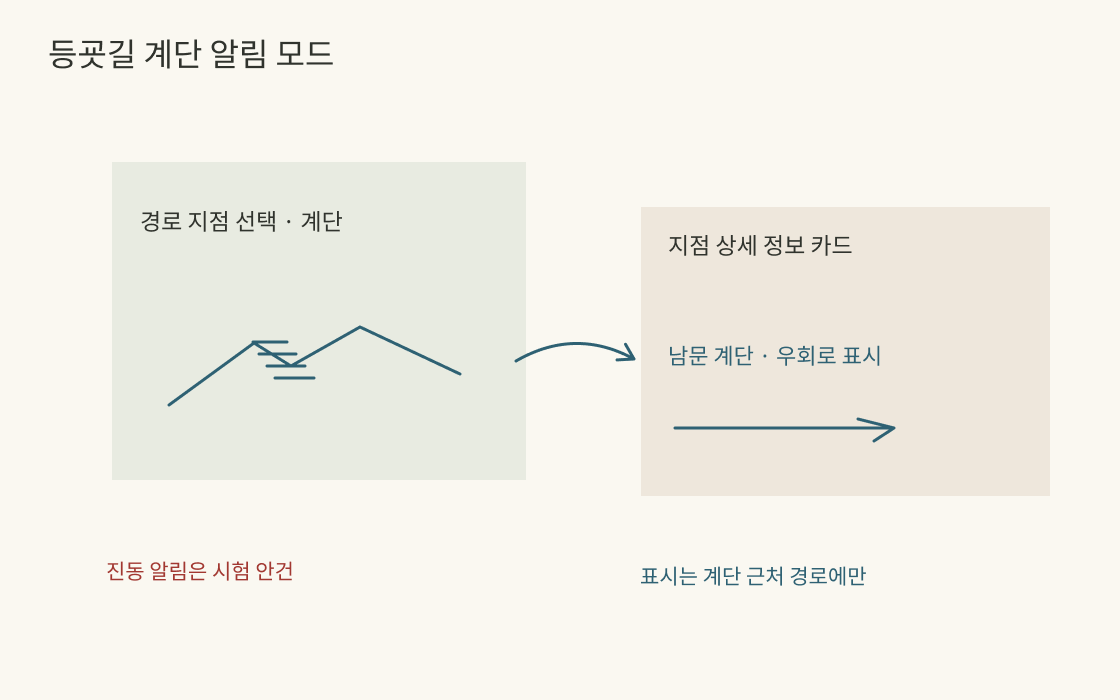 등굣길 계단 알림 모드
경로 지점 선택 · 계단
지점 상세 정보 카드
남문 계단 · 우회로 표시
진동 알림은 시험 안건
표시는 계단 근처 경로에만